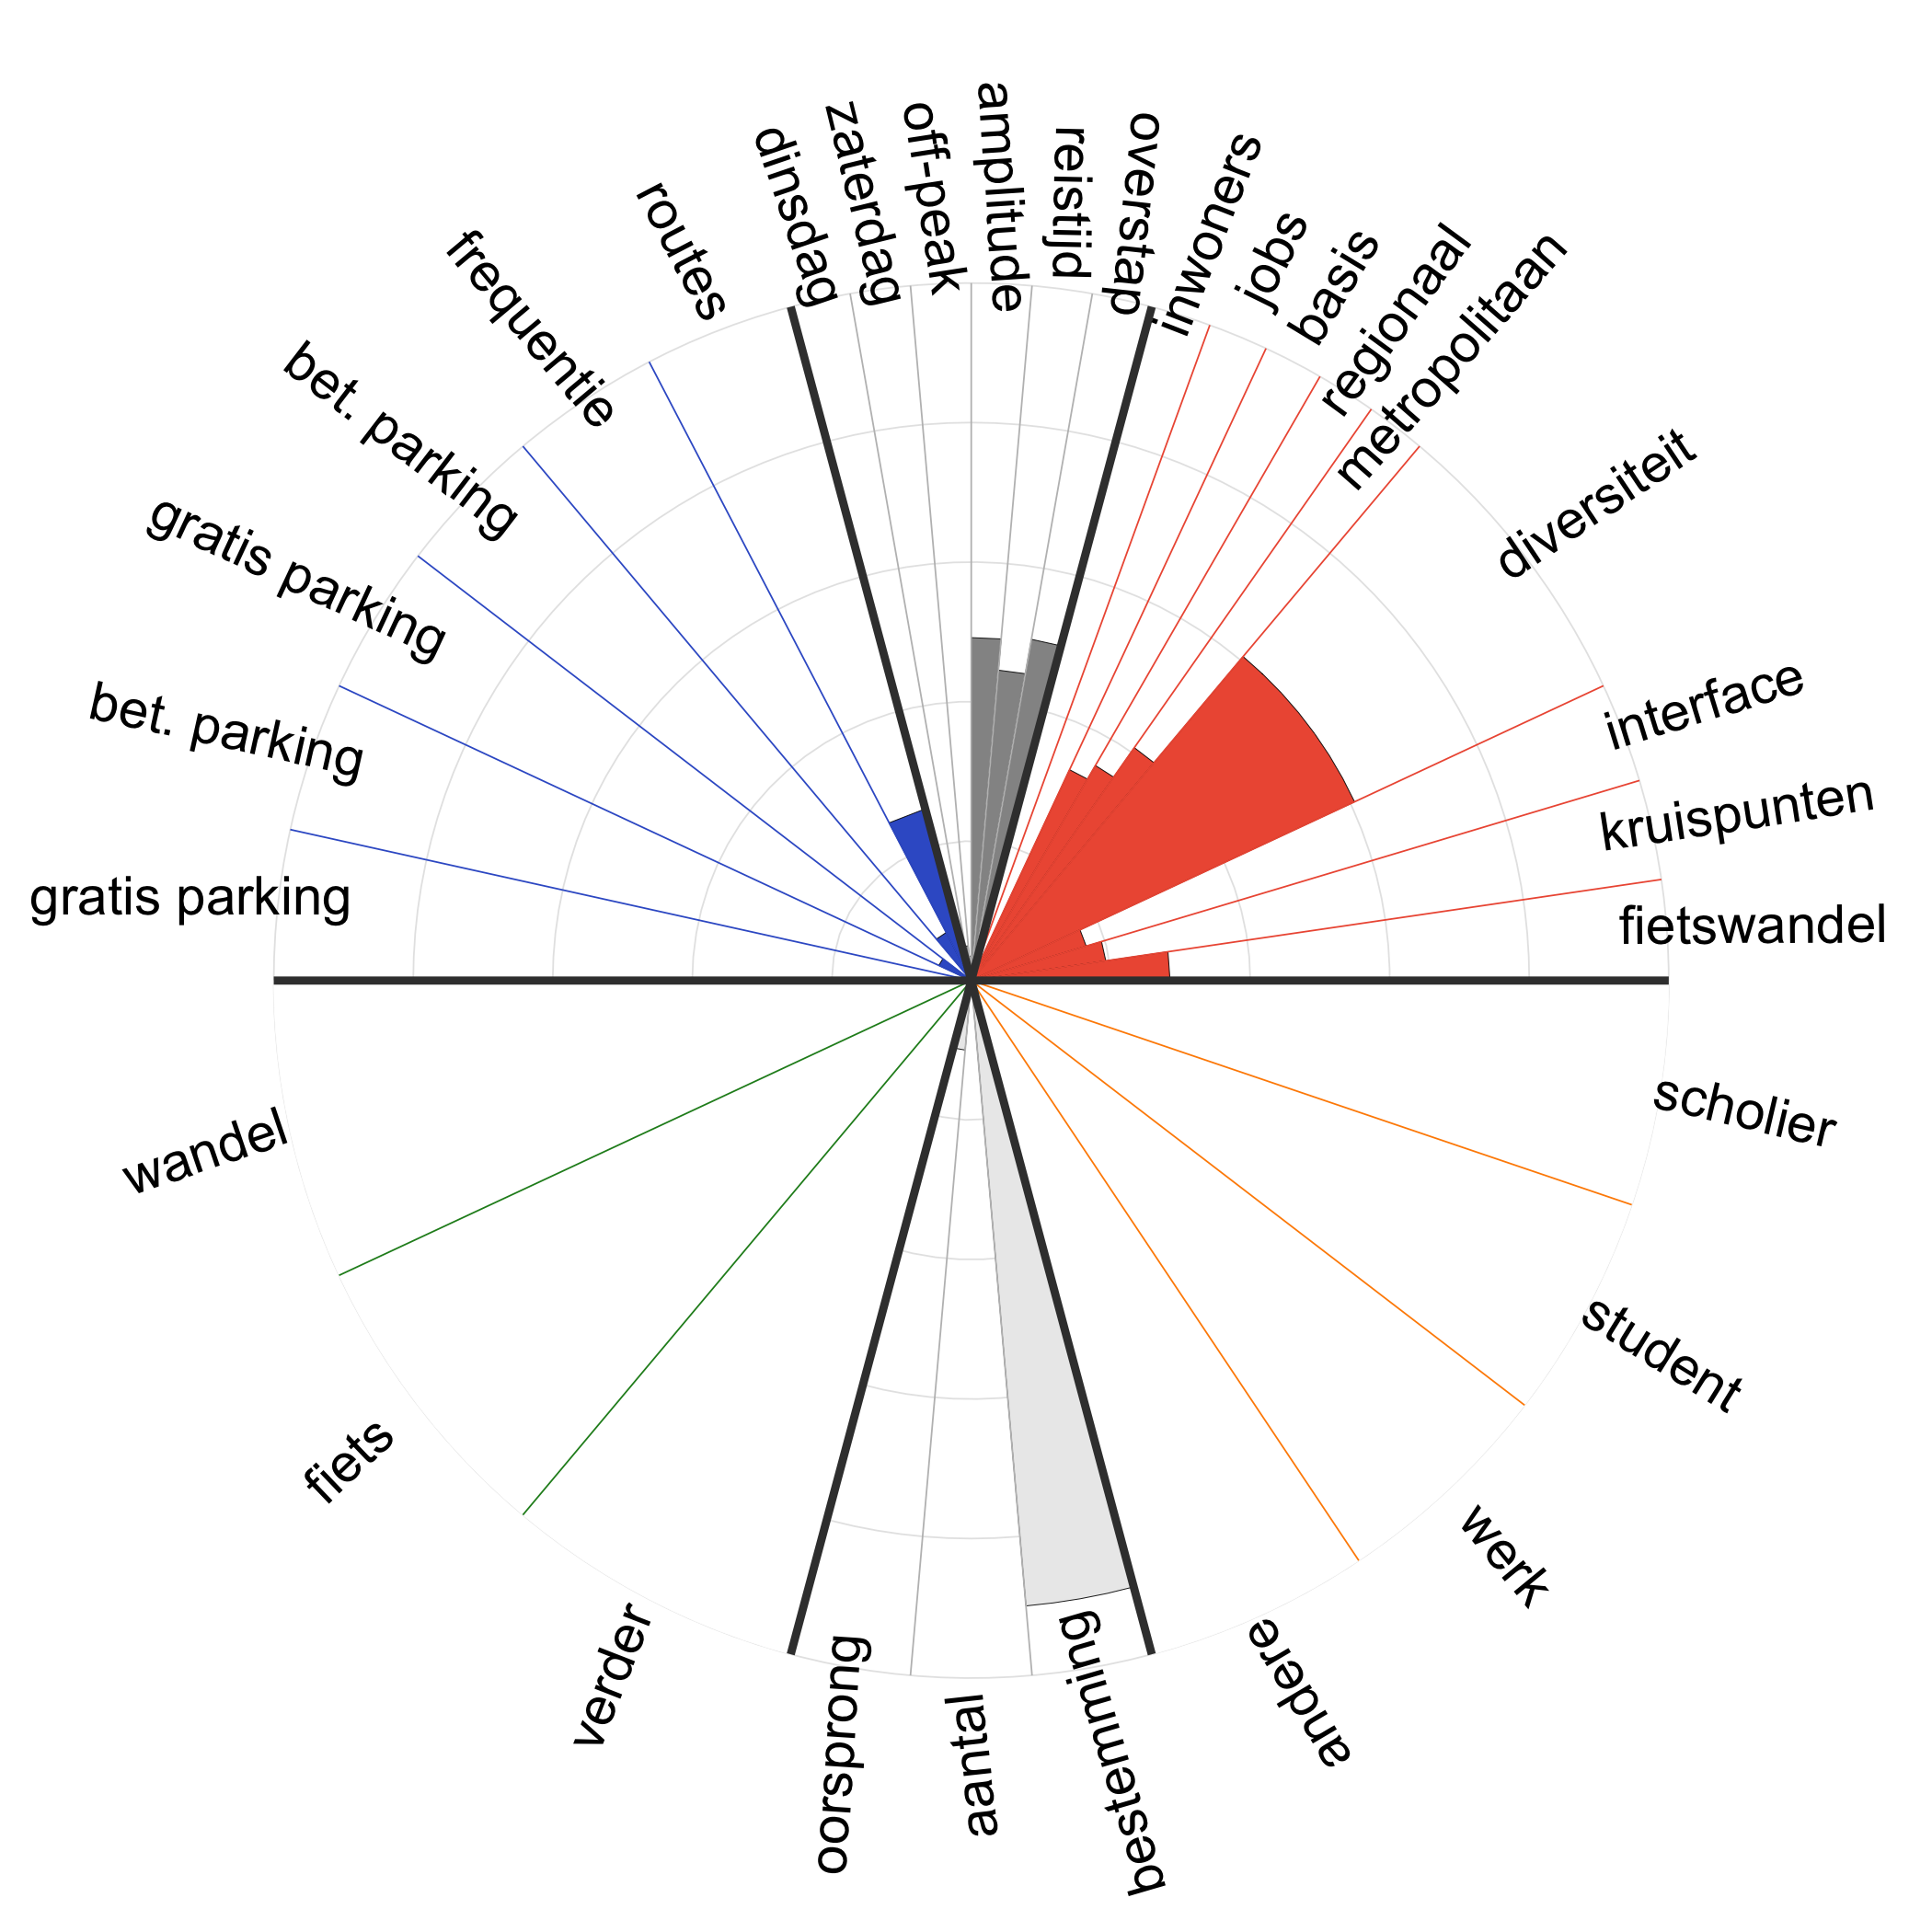 dinsdag
zaterdag
off-peak
amplitude
reistijd
overstap
inwoners
jobs
basis
regionaal
metropolitaan
diversiteit
interface
kruispunten
fietswandel
scholier
student
werk
andere
bestemming
aantal
oorsprong
verder
fiets
wandel
gratis parking
bet. parking
gratis parking
bet. parking
frequentie
routes